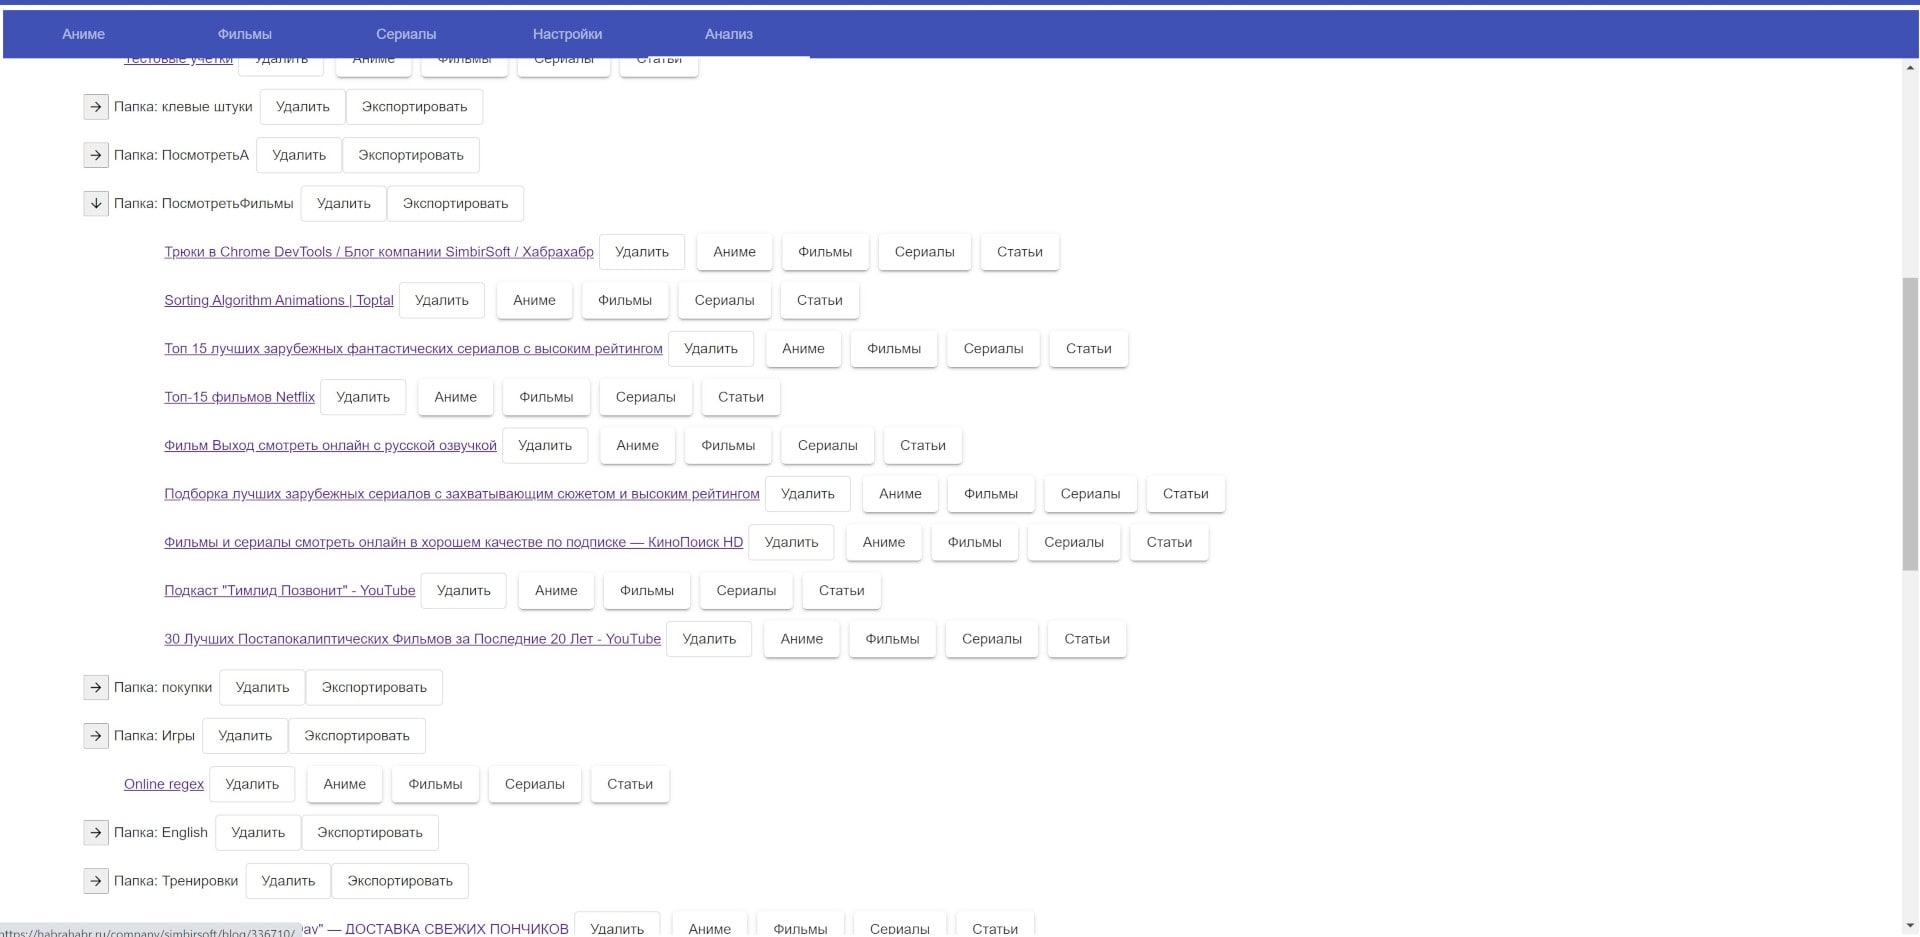 Аниме Фильмы Сериалы Настройки Анализ
Тестовые учетки Удалить Аниме Фильмы Сериалы Статьи
Папка: клевые штуки Удалить Экспортировать
Папка: ПосмотретьА Удалить Экспортировать
Папка: ПосмотретьФильмы Удалить Экспортировать
Трюки в Chrome DevTools / Блог компании SimbirSoft / Хабрахабр Удалить Аниме Фильмы Сериалы Статьи
Sorting Algorithm Animations | Toptal Удалить Аниме Фильмы Сериалы Статьи
Топ 15 лучших зарубежных фантастических сериалов с высоким рейтингом Удалить Аниме Фильмы Сериалы Статьи
Топ-15 фильмов Netflix Удалить Аниме Фильмы Сериалы Статьи
Фильм Выход смотреть онлайн с русской озвучкой Удалить Аниме Фильмы Сериалы Статьи
Подборка лучших зарубежных сериалов с захватывающим сюжетом и высоким рейтингом Удалить Аниме Фильмы Сериалы Статьи
Фильмы и сериалы смотреть онлайн в хорошем качестве по подписке — КиноПоиск HD Удалить Аниме Фильмы Сериалы Статьи
Подкаст "Тимлид Позвонит" - YouTube Удалить Аниме Фильмы Сериалы Статьи
30 Лучших Постапокалиптических Фильмов за Последние 20 Лет - YouTube Удалить Аниме Фильмы Сериалы Статьи
Папка: покупки Удалить Экспортировать
Папка: Игры Удалить Экспортировать
Online regex Удалить Аниме Фильмы Сериалы Статьи
Папка: English Удалить Экспортировать
Папка: Тренировки Удалить Экспортировать
Day" — ДОСТАВКА СВЕЖИХ ПОНЧИКОВ Удалить Аниме Фильмы Сериалы Статьи
https://habrahabr.ru/company/simbirsoft/blog/336710/